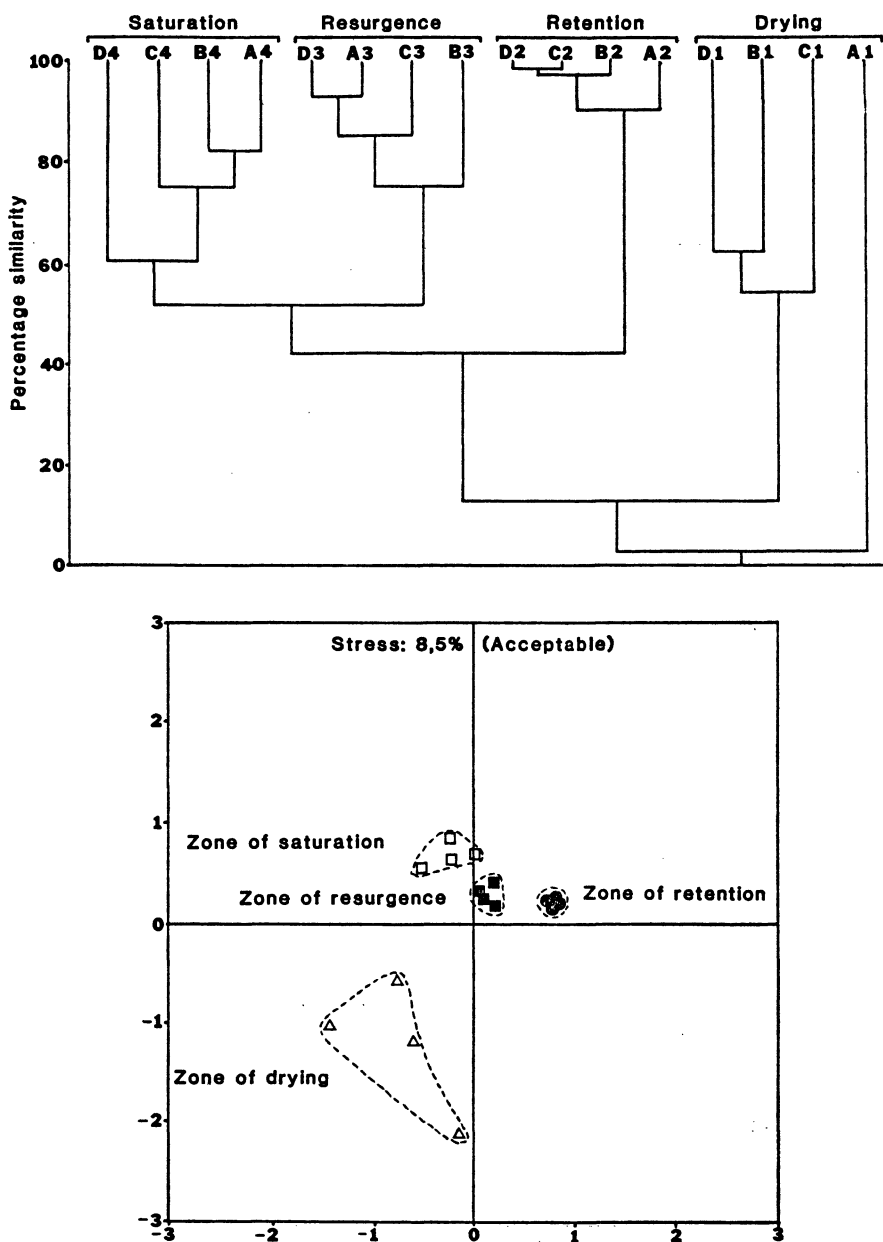 Saturation Resurgence Retention Drying
D4 C4 B4 A4 D3 A3 C3 B3 D2 C2 B2 A2 D1 B1 C1 A1
100
80
60
40
20
0
Percentage similarity
3
Stress: 8,5% (Acceptable)
2
1
Zone of saturation
Zone of resurgence
Zone of retention
0
-1
Zone of drying
-2
-3
-3 -2 -1 0 1 2 3